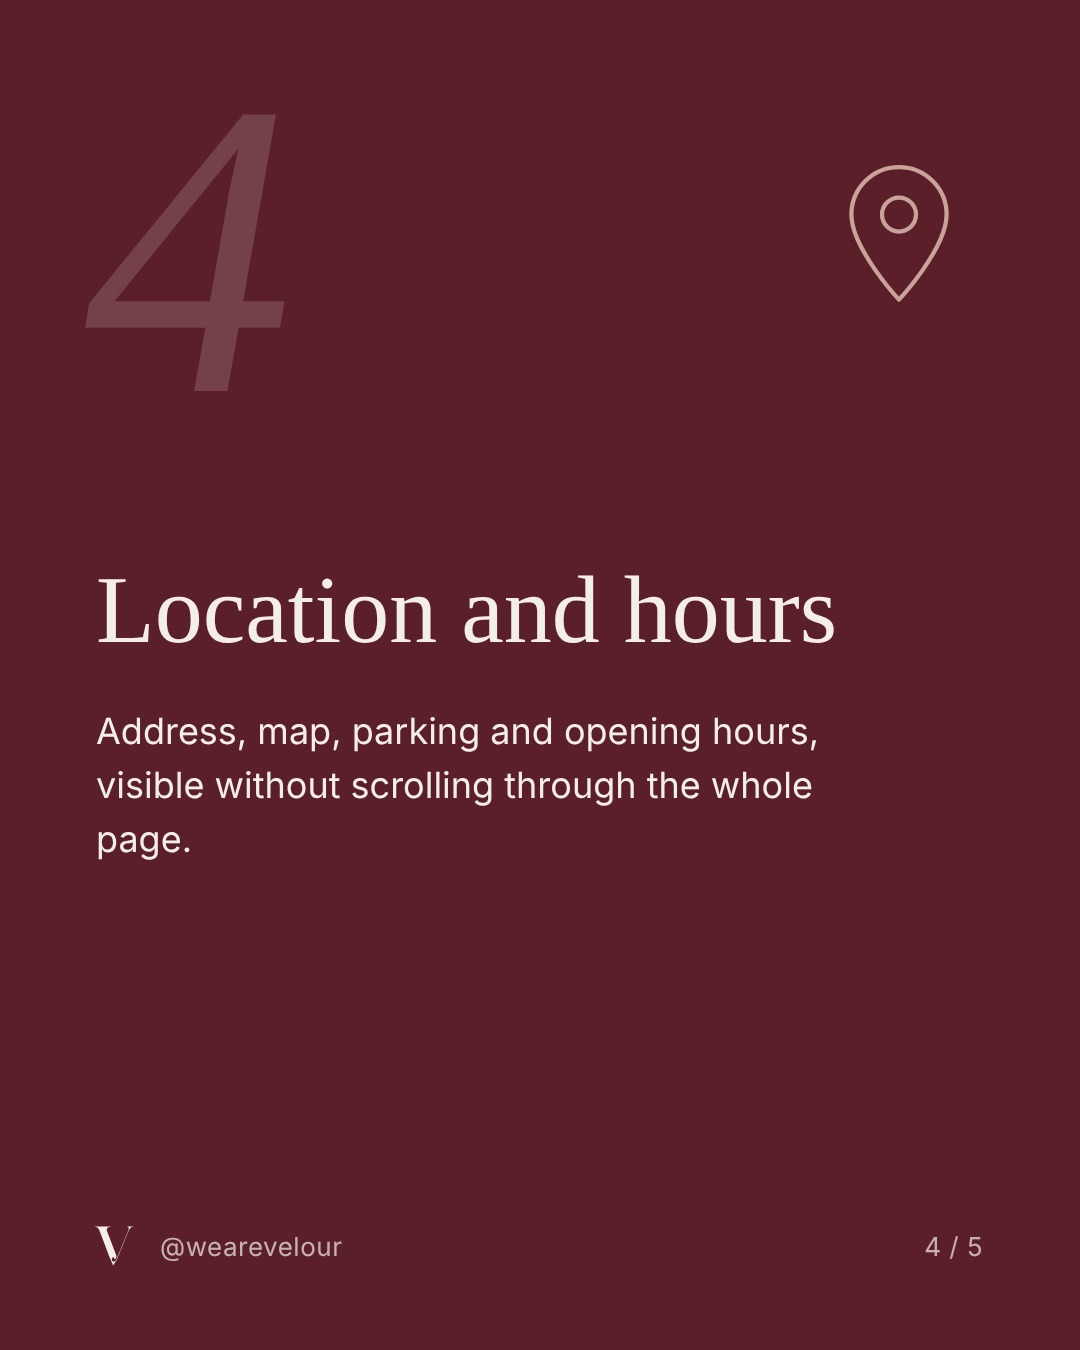 4
Location and hours
Address, map, parking and opening hours,
visible without scrolling through the whole
page.
V @wearevelour
4 / 5